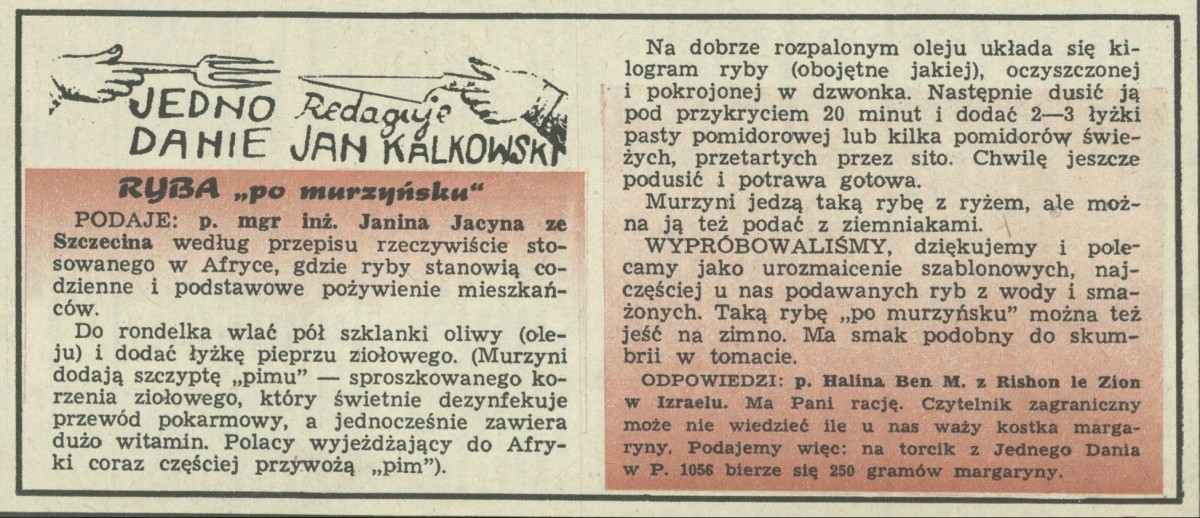 JEDNO
DANIE
Redaguje
JAN KALKOWSKI
RYBA „po murzyńsku“
PODAJE: p. mgr inż. Janina Jacyna ze
Szczecina według przepisu rzeczywiście sto-
sowanego w Afryce, gdzie ryby stanowią co-
dzienne i podstawowe pożywienie mieszkań-
ców.
Do rondelka wlać pół szklanki oliwy (ole-
ju) i dodać łyżkę pieprzu ziołowego. (Murzyni
dodają szczyptę „pimu” — sproszkowanego ko-
rzenia ziołowego, który świetnie dezynfekuje
przewód pokarmowy, a jednocześnie zawiera
dużo witamin. Polacy wyjeżdżający do Afry-
ki coraz częściej przywożą „pim”).
Na dobrze rozpalonym oleju układa się ki-
logram ryby (obojętne jakiej), oczyszczonej
i pokrojonej w dzwonka. Następnie dusić ją
pod przykryciem 20 minut i dodać 2—3 łyżki
pasty pomidorowej lub kilka pomidorów świe-
żych, przetartych przez sito. Chwilę jeszcze
podusić i potrawa gotowa.
Murzyni jedzą taką rybę z ryżem, ale moż-
na ją też podać z ziemniakami.
WYPRÓBOWALIŚMY, dziękujemy i pole-
camy jako urozmaicenie szablonowych, naj-
częściej u nas podawanych ryb z wody i sma-
żonych. Taką rybę „po murzyńsku” można też
jeść na zimno. Ma smak podobny do skum-
brii w tomacie.
ODPOWIEDZI: p. Halina Ben M. z Rishon le Zion
w Izraelu. Ma Pani rację. Czytelnik zagraniczny
może nie wiedzieć ile u nas waży kostka marga-
ryny. Podajemy więc: na torcik z Jednego Dania
w P. 1056 bierze się 250 gramów margaryny.